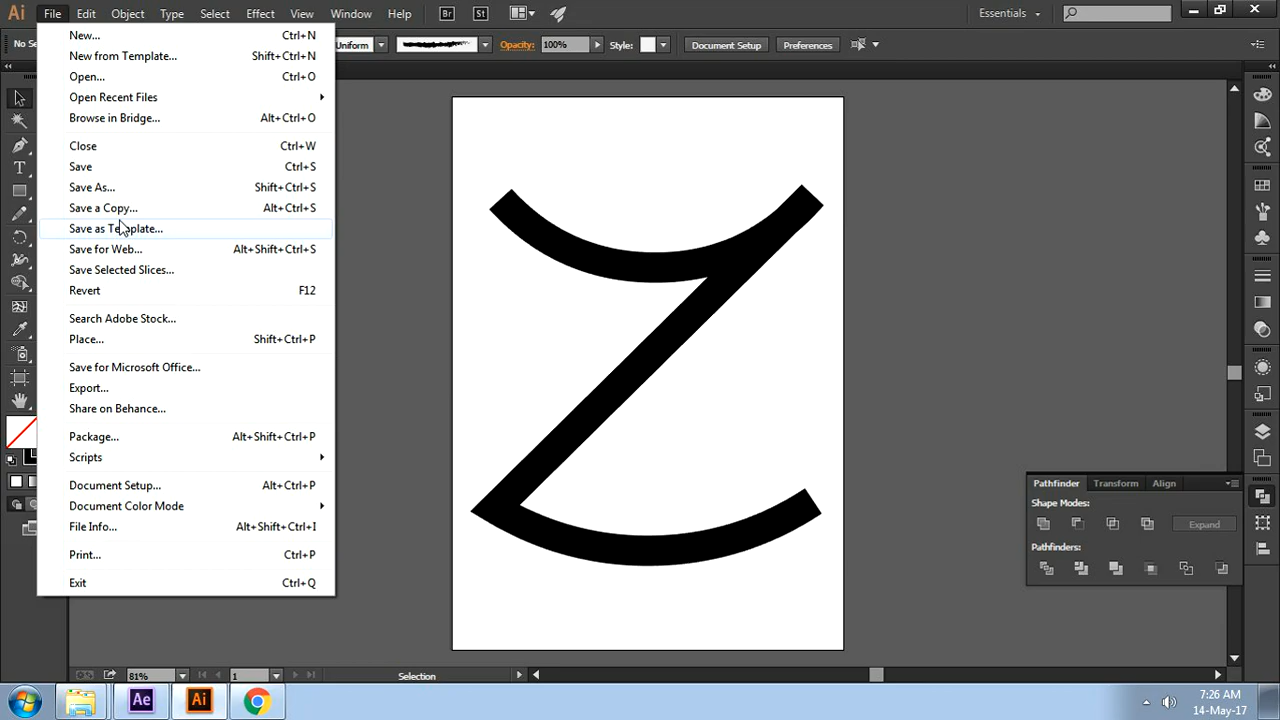 Ai File Edit Object Type Select Effect View Window Help Br St Essentials
No Se Uniform Opacity: 100% Style: Document Setup Preferences
New... Ctrl+N
New from Template... Shift+Ctrl+N
Open... Ctrl+O
Open Recent Files
Browse in Bridge... Alt+Ctrl+O
Close Ctrl+W
Save Ctrl+S
Save As... Shift+Ctrl+S
Save a Copy... Alt+Ctrl+S
Save as Template...
Save for Web... Alt+Shift+Ctrl+S
Save Selected Slices...
Revert F12
Search Adobe Stock...
Place... Shift+Ctrl+P
Save for Microsoft Office...
Export...
Share on Behance...
Package... Alt+Shift+Ctrl+P
Scripts
Document Setup... Alt+Ctrl+P
Document Color Mode
File Info... Alt+Shift+Ctrl+I
Print... Ctrl+P
Exit Ctrl+Q
Z
Pathfinder Transform Align
Shape Modes:
Expand
Pathfinders:
81% 1 Selection
Ae Ai
7:26 AM
14-May-17